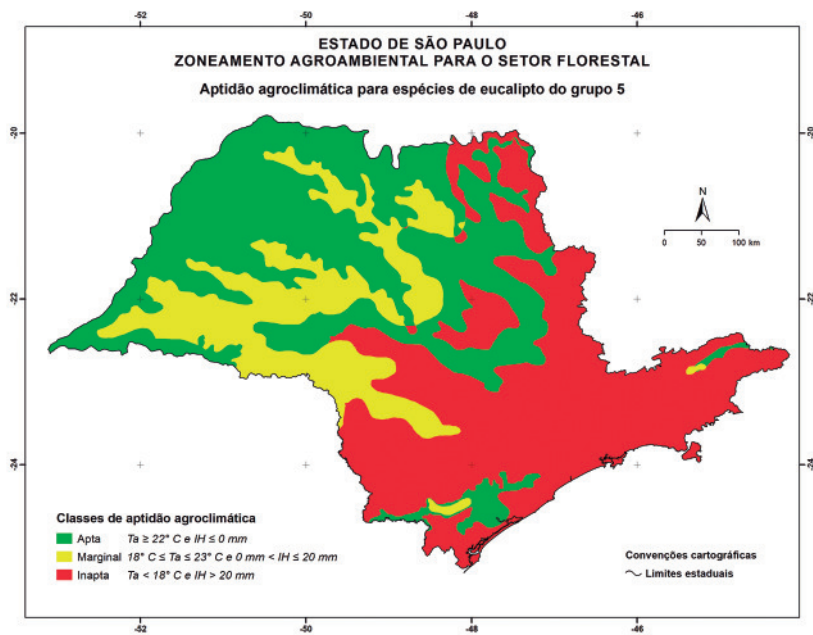 ESTADO DE SÃO PAULO
ZONEAMENTO AGROAMBIENTAL PARA O SETOR FLORESTAL
Aptidão agroclimática para espécies de eucalipto do grupo 5
-52 -50 -48 -46
-20 -20
N
0 50 100 km
-22 -22
-24 -24
Classes de aptidão agroclimática
Apta Ta ≥ 22° C e IH ≤ 0 mm
Marginal 18° C ≤ Ta ≤ 23° C e 0 mm < IH ≤ 20 mm
Inapta Ta < 18° C e IH > 20 mm
Convenções cartográficas
Limites estaduais
-52 -50 -48 -46